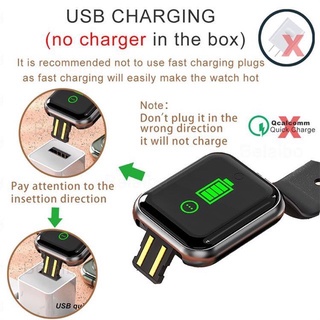 USB CHARGING
(no charger in the box)
It is recommended not to use fast charging plugs
as fast charging will easily make the watch hot
Note:
Don't plug it in the
wrong direction
it will not charge
Qcalcomm
Quick Charge
Pay attention to the
insettion direction
USB